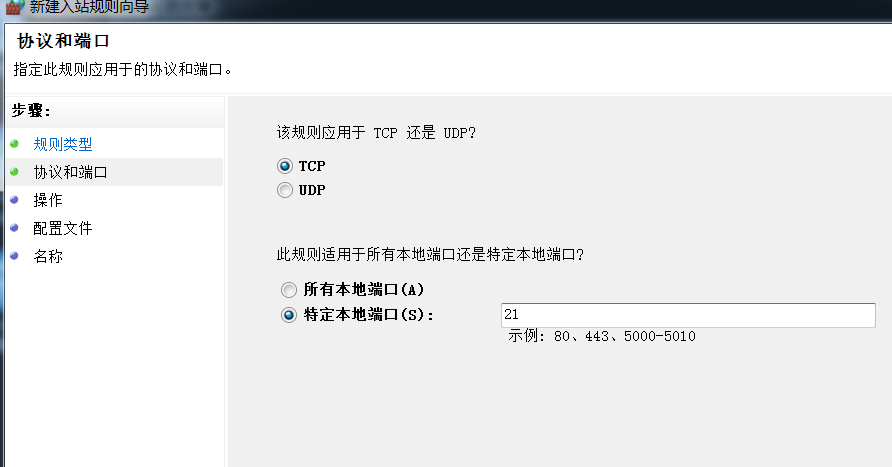 新建入站规则向导
协议和端口
指定此规则应用于的协议和端口。
步骤:
规则类型
协议和端口
操作
配置文件
名称
该规则应用于 TCP 还是 UDP?
TCP
UDP
此规则适用于所有本地端口还是特定本地端口?
所有本地端口(A)
特定本地端口(S): 21
示例: 80、443、5000-5010